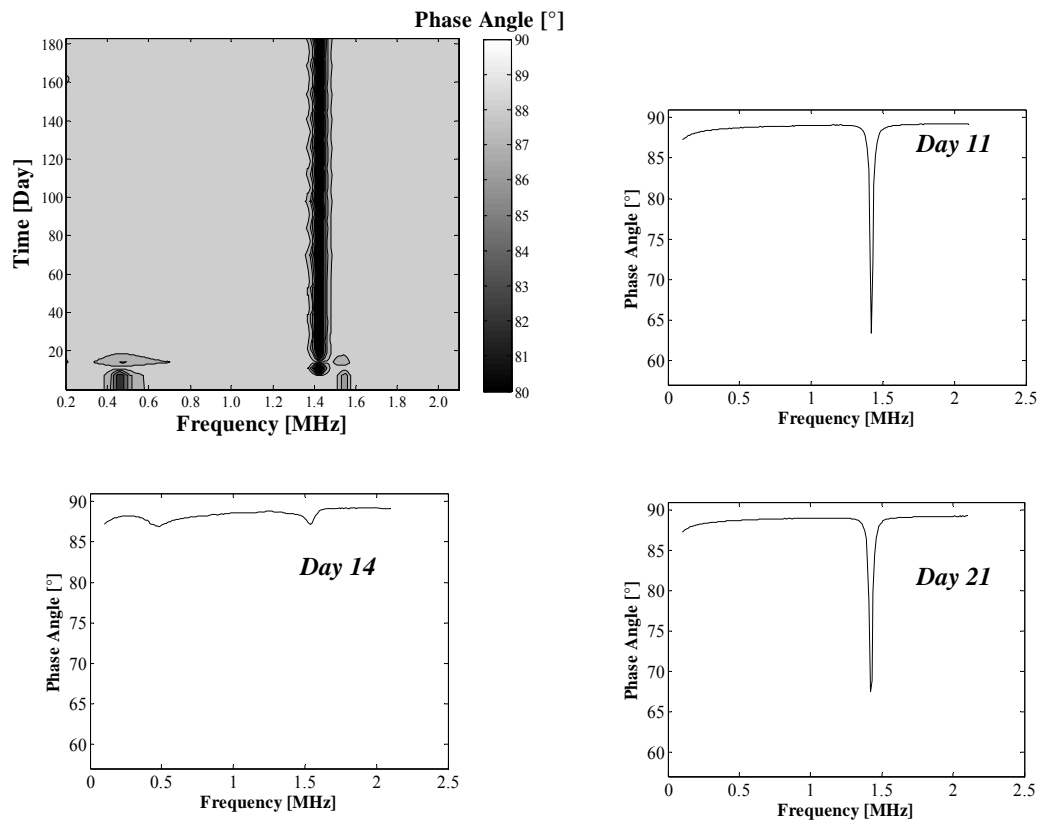 Phase Angle [°]
180
160
140
120
100
80
60
40
20
Time [Day]
0.2 0.4 0.6 0.8 1.0 1.2 1.4 1.6 1.8 2.0
Frequency [MHz]
90
89
88
87
86
85
84
83
82
81
80
90
85
80
75
70
65
60
Phase Angle [°]
Day 11
0 0.5 1 1.5 2 2.5
Frequency [MHz]
90
85
80
75
70
65
60
Phase Angle [°]
Day 14
0 0.5 1 1.5 2 2.5
Frequency [MHz]
90
85
80
75
70
65
60
Phase Angle [°]
Day 21
0 0.5 1 1.5 2 2.5
Frequency [MHz]